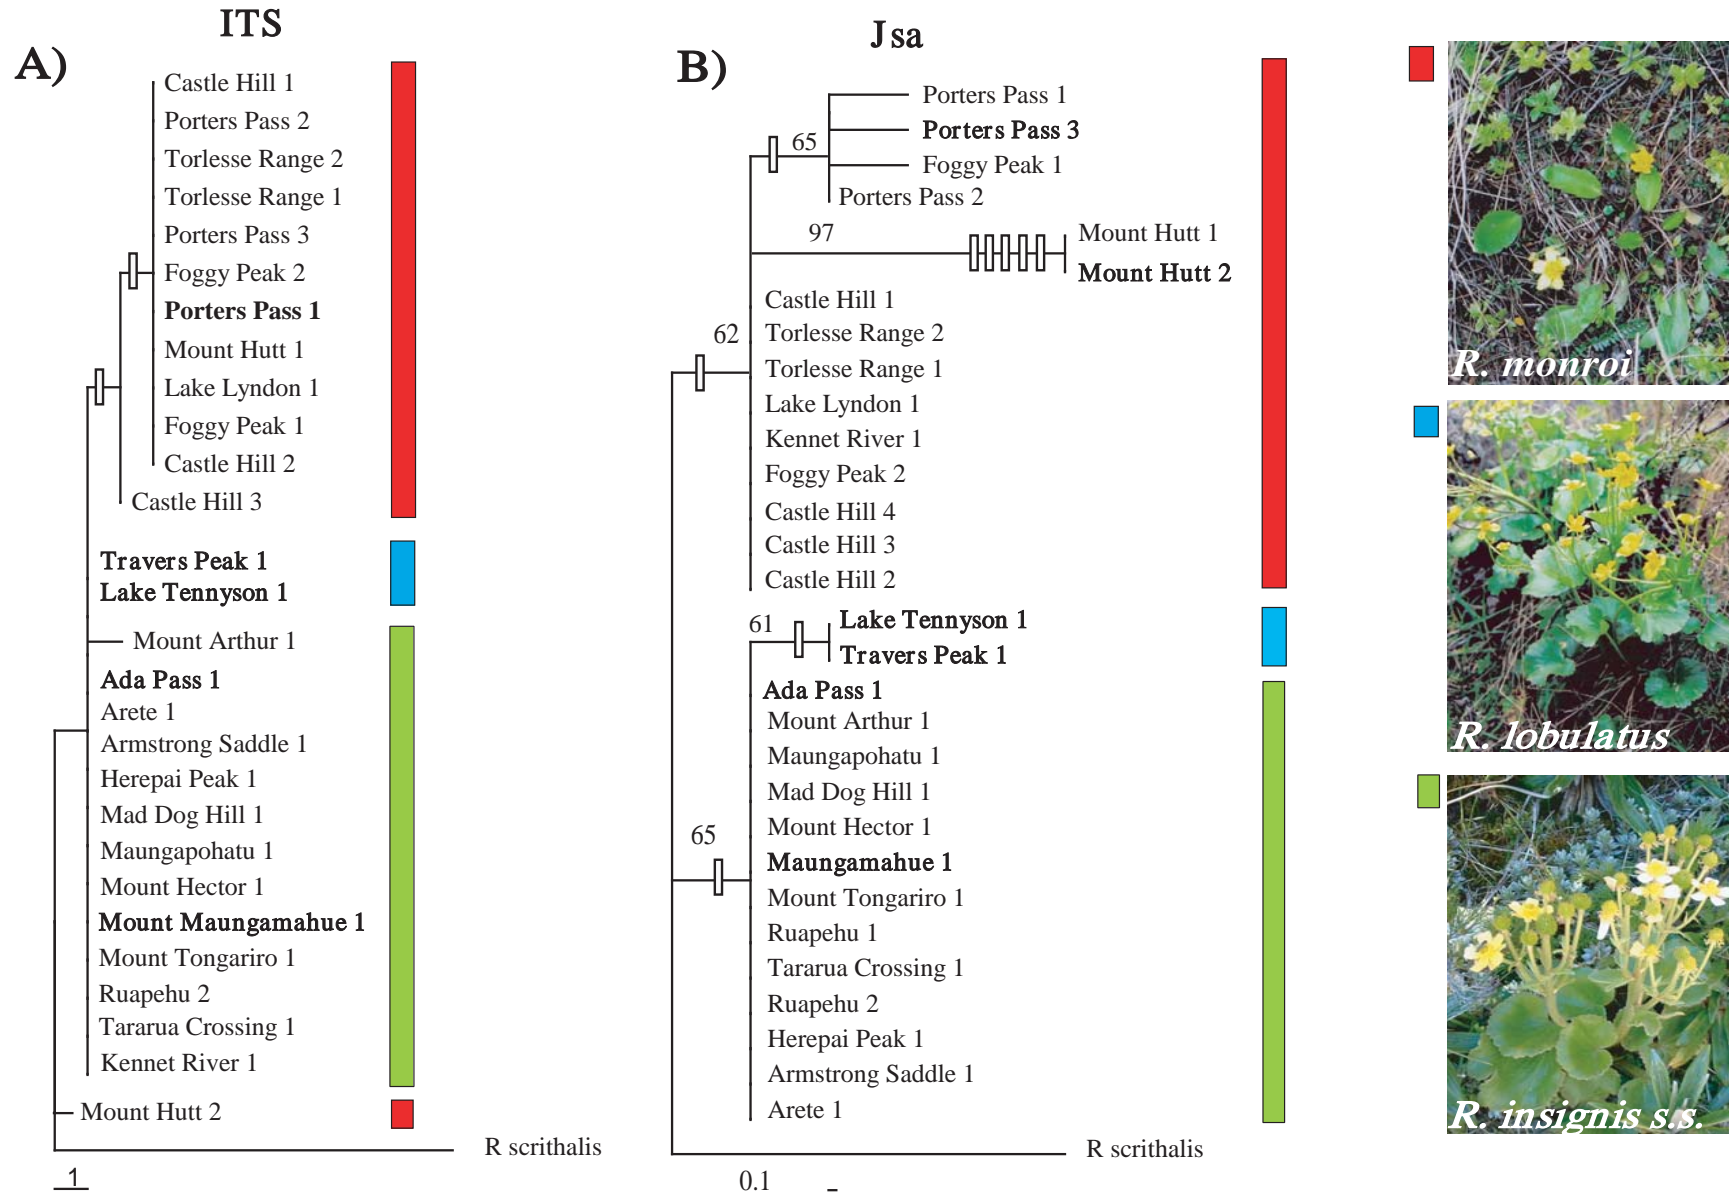 ITS
A)
Castle Hill 1
Porters Pass 2
Torlesse Range 2
Torlesse Range 1
Porters Pass 3
Foggy Peak 2
Porters Pass 1
Mount Hutt 1
Lake Lyndon 1
Foggy Peak 1
Castle Hill 2
Castle Hill 3
Travers Peak 1
Lake Tennyson 1
Mount Arthur 1
Ada Pass 1
Arete 1
Armstrong Saddle 1
Herepai Peak 1
Mad Dog Hill 1
Maungapohatu 1
Mount Hector 1
Mount Maungamahue 1
Mount Tongariro 1
Ruapehu 2
Tararua Crossing 1
Kennet River 1
Mount Hutt 2
R scrithalis
1
Jsa
B)
Porters Pass 1
65
Porters Pass 3
Foggy Peak 1
Porters Pass 2
97
Mount Hutt 1
Mount Hutt 2
62
Castle Hill 1
Torlesse Range 2
Torlesse Range 1
Lake Lyndon 1
Kennet River 1
Foggy Peak 2
Castle Hill 4
Castle Hill 3
Castle Hill 2
61
Lake Tennyson 1
Travers Peak 1
65
Ada Pass 1
Mount Arthur 1
Maungapohatu 1
Mad Dog Hill 1
Mount Hector 1
Maungamahue 1
Mount Tongariro 1
Ruapehu 1
Tararua Crossing 1
Ruapehu 2
Herepai Peak 1
Armstrong Saddle 1
Arete 1
R scrithalis
0.1
R. monroi
R. lobulatus
R. insignis s.s.